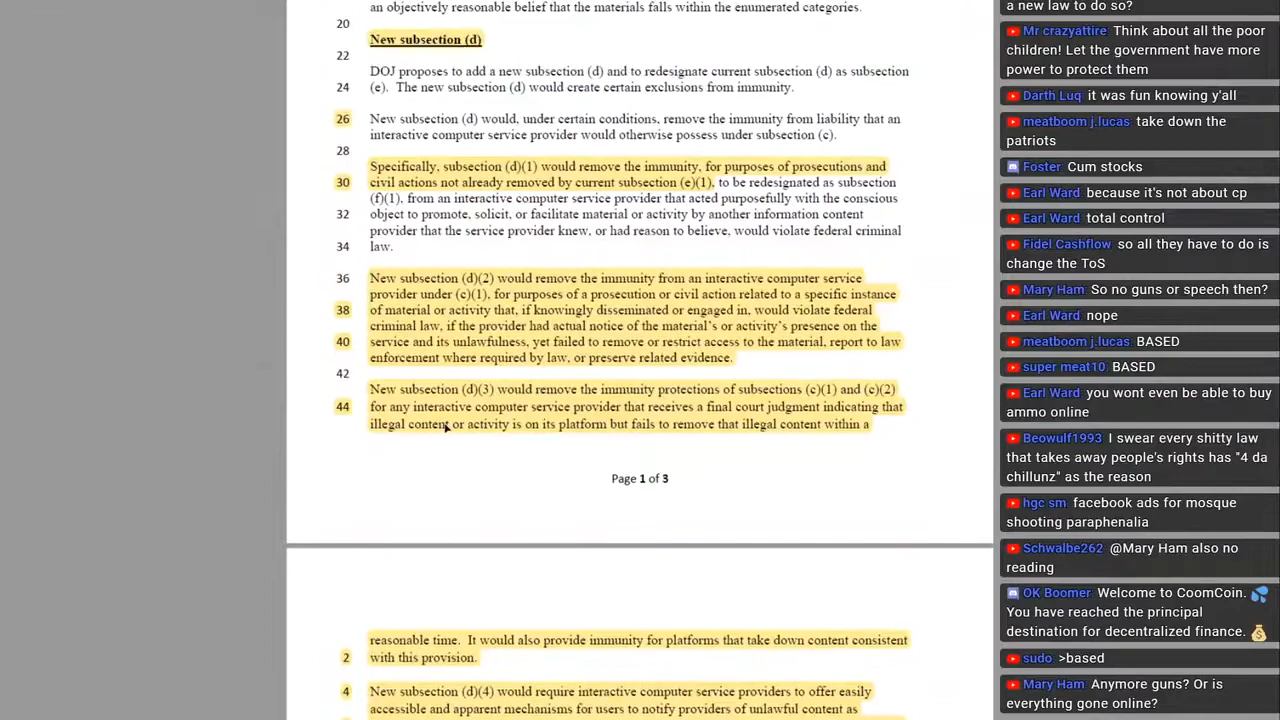 an objectively reasonable belief that the materials falls within the enumerated categories.
20
New subsection (d)
22
DOJ proposes to add a new subsection (d) and to redesignate current subsection (d) as subsection
24 (e). The new subsection (d) would create certain exclusions from immunity.
26 New subsection (d) would, under certain conditions, remove the immunity from liability that an
interactive computer service provider would otherwise possess under subsection (c).
28
Specifically, subsection (d)(1) would remove the immunity, for purposes of prosecutions and
30 civil actions not already removed by current subsection (e)(1), to be redesignated as subsection
(f)(1), from an interactive computer service provider that acted purposefully with the conscious
32 object to promote, solicit, or facilitate material or activity by another information content
provider that the service provider knew, or had reason to believe, would violate federal criminal
34 law.
36 New subsection (d)(2) would remove the immunity from an interactive computer service
provider under (c)(1), for purposes of a prosecution or civil action related to a specific instance
38 of material or activity that, if knowingly disseminated or engaged in, would violate federal
criminal law, if the provider had actual notice of the material's or activity's presence on the
40 service and its unlawfulness, yet failed to remove or restrict access to the material, report to law
enforcement where required by law, or preserve related evidence.
42
New subsection (d)(3) would remove the immunity protections of subsections (c)(1) and (c)(2)
44 for any interactive computer service provider that receives a final court judgment indicating that
illegal content or activity is on its platform but fails to remove that illegal content within a
Page 1 of 3
reasonable time. It would also provide immunity for platforms that take down content consistent
2 with this provision.
4 New subsection (d)(4) would require interactive computer service providers to offer easily
accessible and apparent mechanisms for users to notify providers of unlawful content as
a new law to do so?
Mr crazyattire Think about all the poor
children! Let the government have more
power to protect them
Darth Luq it was fun knowing y'all
meatboom j.lucas take down the
patriots
Foster Cum stocks
Earl Ward because it's not about cp
Earl Ward total control
Fidel Cashflow so all they have to do is
change the ToS
Mary Ham So no guns or speech then?
Earl Ward nope
meatboom j.lucas BASED
super meat10 BASED
Earl Ward you wont even be able to buy
ammo online
Beowulf1993 I swear every shitty law
that takes away people's rights has "4 da
chillunz" as the reason
hgc sm facebook ads for mosque
shooting paraphenalia
Schwalbe262 @Mary Ham also no
reading
OK Boomer Welcome to CoomCoin. 💦
You have reached the principal
destination for decentralized finance. 💰
sudo >based
Mary Ham Anymore guns? Or is
everything gone online?